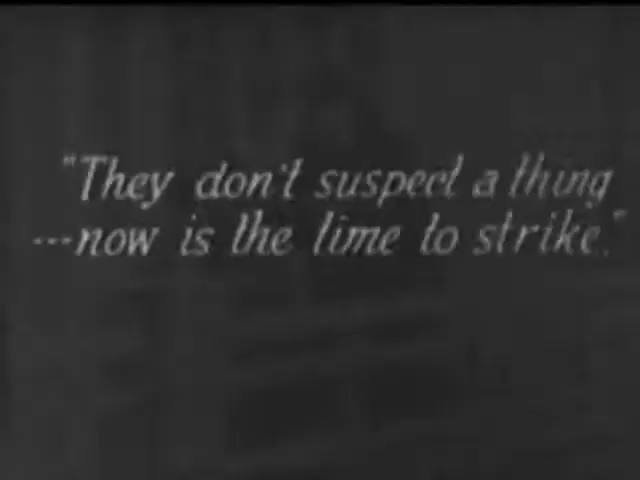 "They don't suspect a thing
---now is the time to strike."